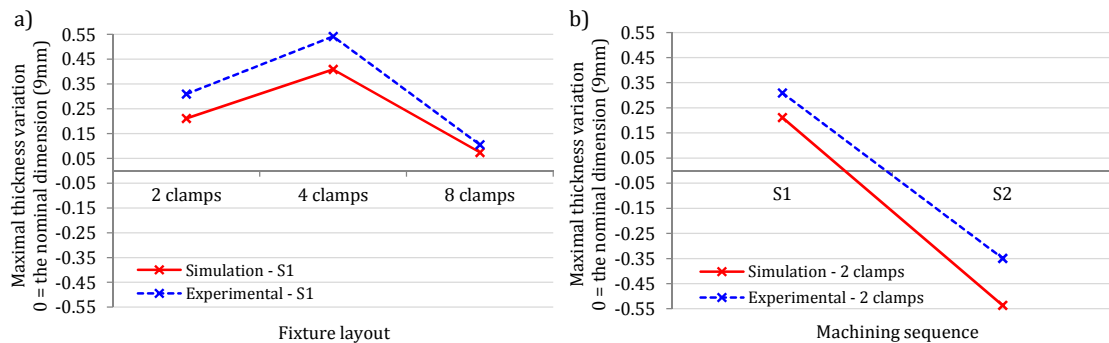 a)
Maximal thickness variation
0 = the nominal dimension (9mm)
0.55
0.45
0.35
0.25
0.15
0.05
-0.05
-0.15
-0.25
-0.35
-0.45
-0.55
2 clamps
4 clamps
8 clamps
Simulation - S1
Experimental - S1
Fixture layout
b)
Maximal thickness variation
0 = the nominal dimension (9mm)
0.55
0.45
0.35
0.25
0.15
0.05
-0.05
-0.15
-0.25
-0.35
-0.45
-0.55
S1
S2
Simulation - 2 clamps
Experimental - 2 clamps
Machining sequence